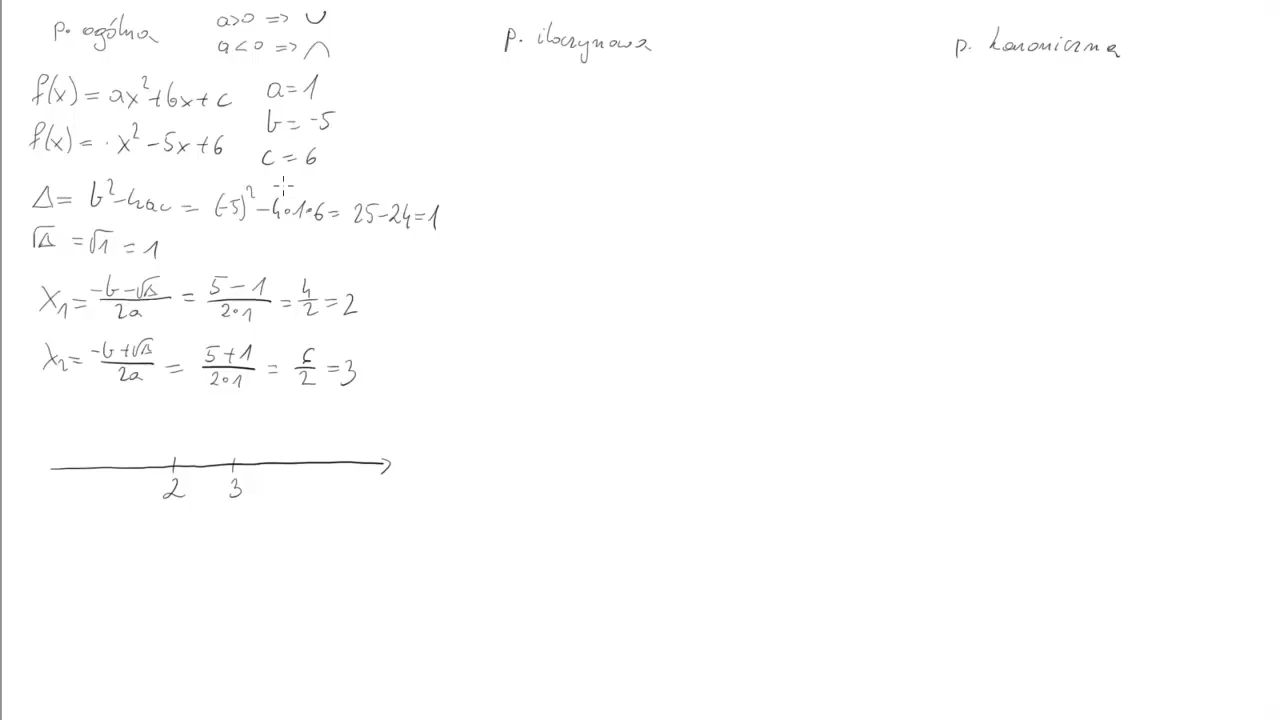 p. ogólna
a>0 => ∪
a<0 => ∩
f(x) = ax²+bx+c
a=1
f(x) = x²-5x+6
b=-5
c=6
Δ= b²-4ac = (-5)²-4•1•6= 25-24=1
√Δ = √1 = 1
x₁= (-b-√Δ)/(2a) = (5-1)/(2•1) = 4/2 = 2
x₂= (-b+√Δ)/(2a) = (5+1)/(2•1) = 6/2 = 3
2 3
p. iloczynowa
p. kanoniczna